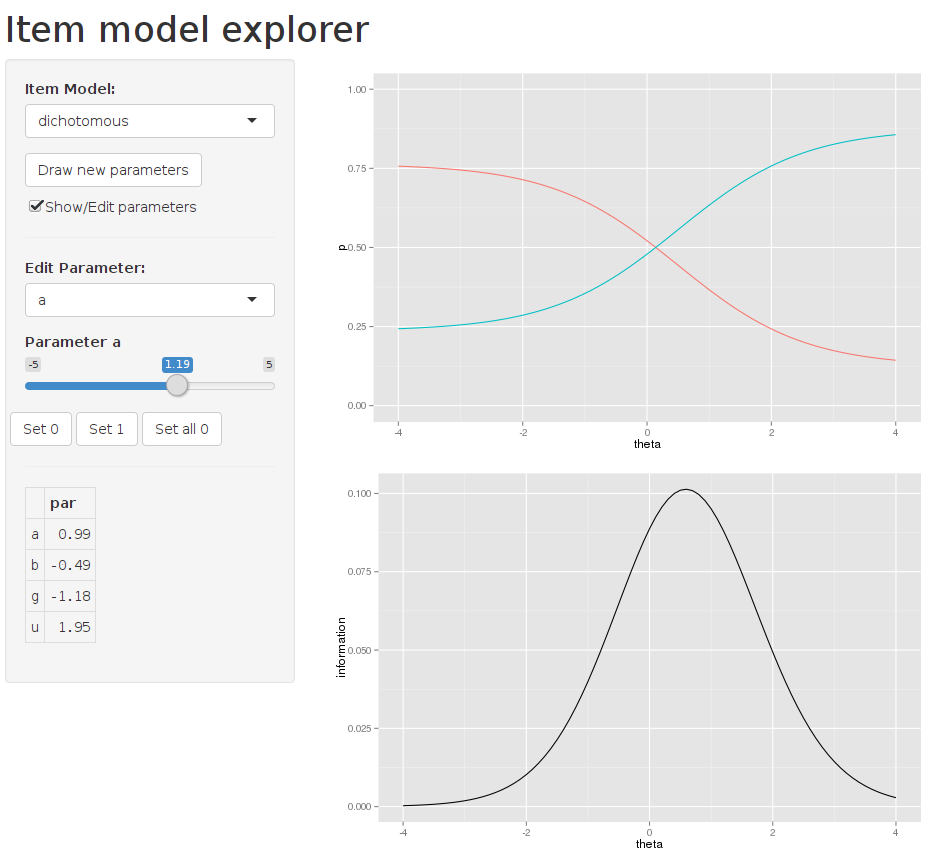 Item model explorer
Item Model:
dichotomous
Draw new parameters
Show/Edit parameters
Edit Parameter:
a
Parameter a
-5 1.19 5
Set 0 Set 1 Set all 0
par
a 0.99
b -0.49
g -1.18
u 1.95
1.00
0.75
p
0.50
0.25
0.00
-4 -2 0 2 4
theta
0.100
0.075
information
0.050
0.025
0.000
-4 -2 0 2 4
theta